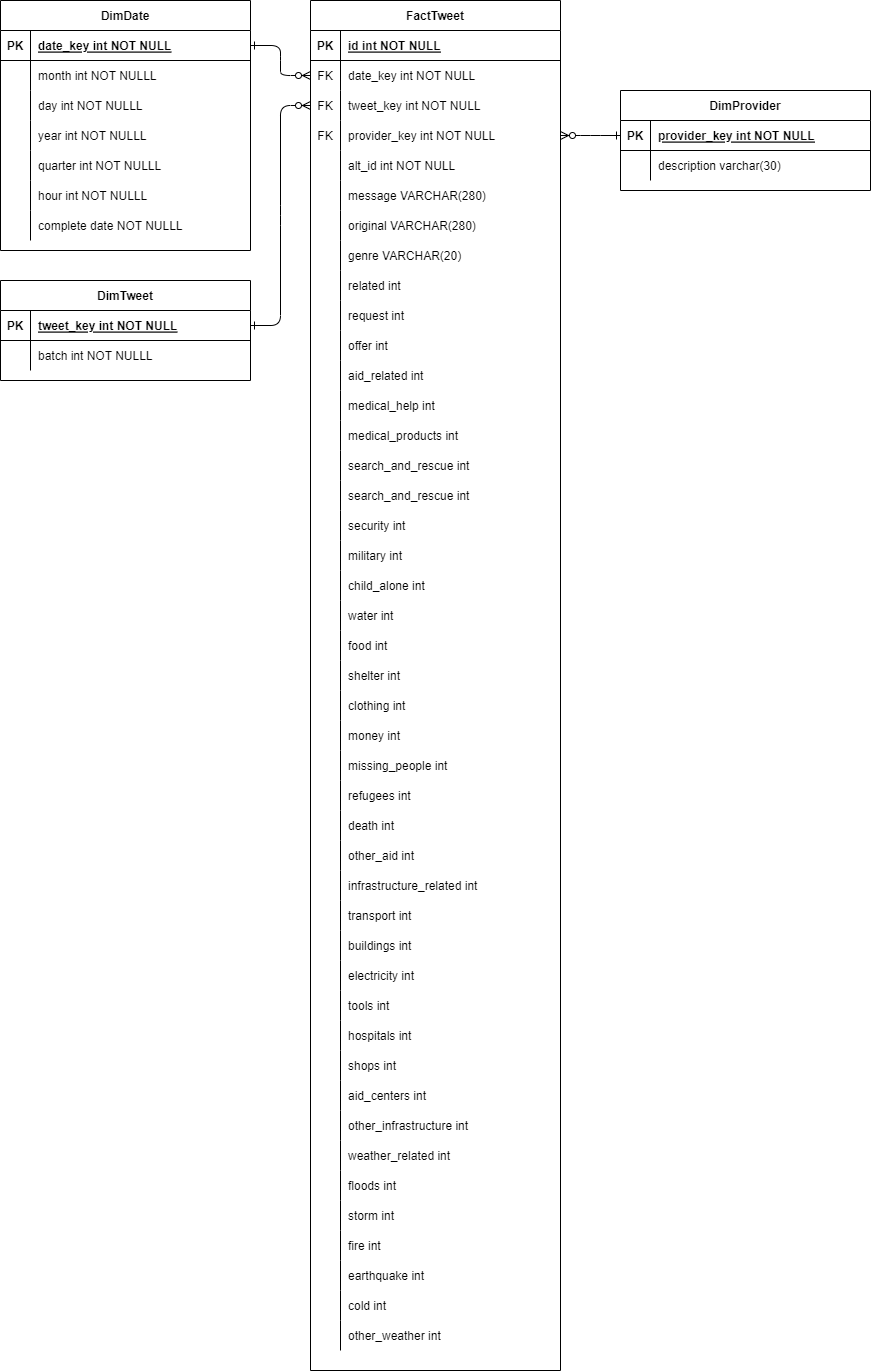 DimDate
PK date_key int NOT NULL
month int NOT NULLL
day int NOT NULLL
year int NOT NULLL
quarter int NOT NULLL
hour int NOT NULLL
complete date NOT NULLL
DimTweet
PK tweet_key int NOT NULL
batch int NOT NULLL
FactTweet
PK id int NOT NULL
FK date_key int NOT NULL
FK tweet_key int NOT NULL
FK provider_key int NOT NULL
alt_id int NOT NULL
message VARCHAR(280)
original VARCHAR(280)
genre VARCHAR(20)
related int
request int
offer int
aid_related int
medical_help int
medical_products int
search_and_rescue int
search_and_rescue int
security int
military int
child_alone int
water int
food int
shelter int
clothing int
money int
missing_people int
refugees int
death int
other_aid int
infrastructure_related int
transport int
buildings int
electricity int
tools int
hospitals int
shops int
aid_centers int
other_infrastructure int
weather_related int
floods int
storm int
fire int
earthquake int
cold int
other_weather int
DimProvider
PK provider_key int NOT NULL
description varchar(30)